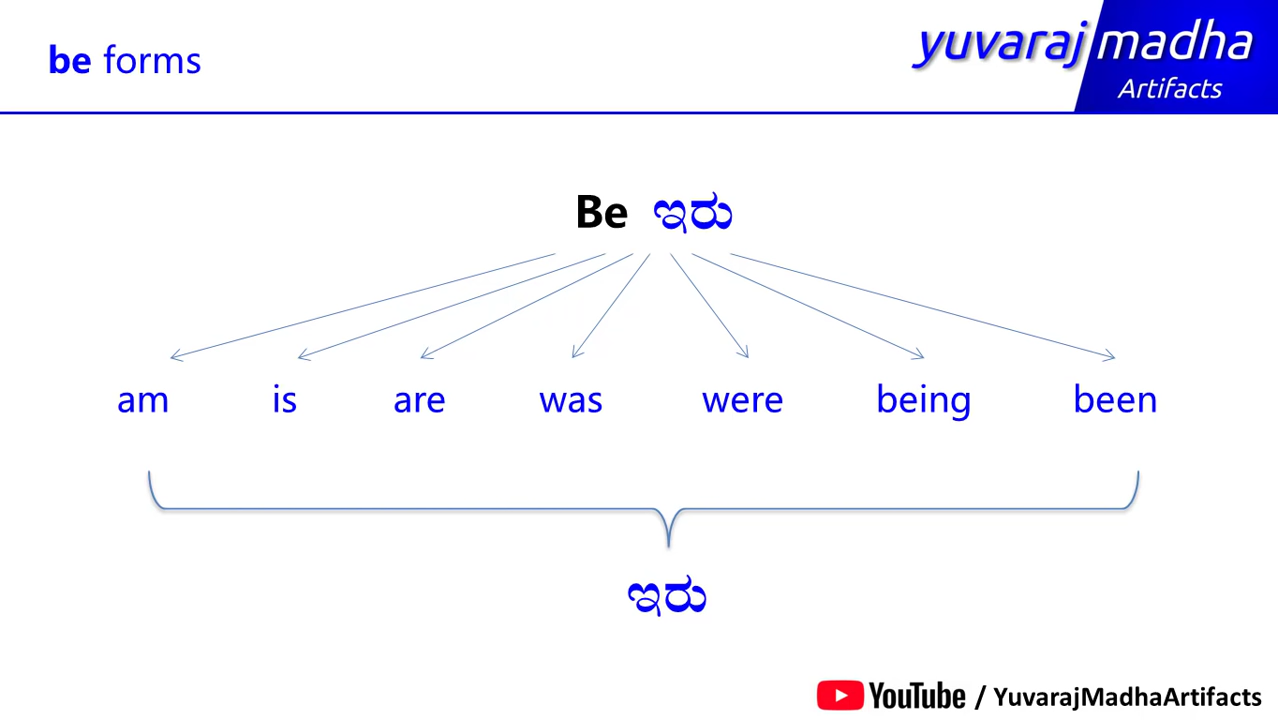 be forms
yuvaraj madha
Artifacts
Be ಇರು
am is are was were being been
ಇರು
YouTube / YuvarajMadhaArtifacts